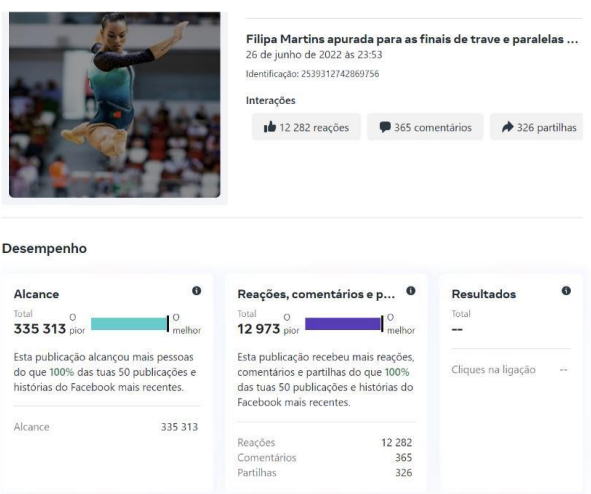 Filipa Martins apurada para as finais de trave e paralelas ...
26 de junho de 2022 às 23:53
Identificação: 2539312742869756
Interações
12 282 reações
365 comentários
326 partilhas
Desempenho
Alcance
Total
335 313
O pior
O melhor
Esta publicação alcançou mais pessoas
do que 100% das tuas 50 publicações e
histórias do Facebook mais recentes.
Alcance 335 313
Reações, comentários e p...
Total
12 973
O pior
O melhor
Esta publicação recebeu mais reações,
comentários e partilhas do que 100%
das tuas 50 publicações e histórias do
Facebook mais recentes.
Reações 12 282
Comentários 365
Partilhas 326
Resultados
Total
--
Cliques na ligação --